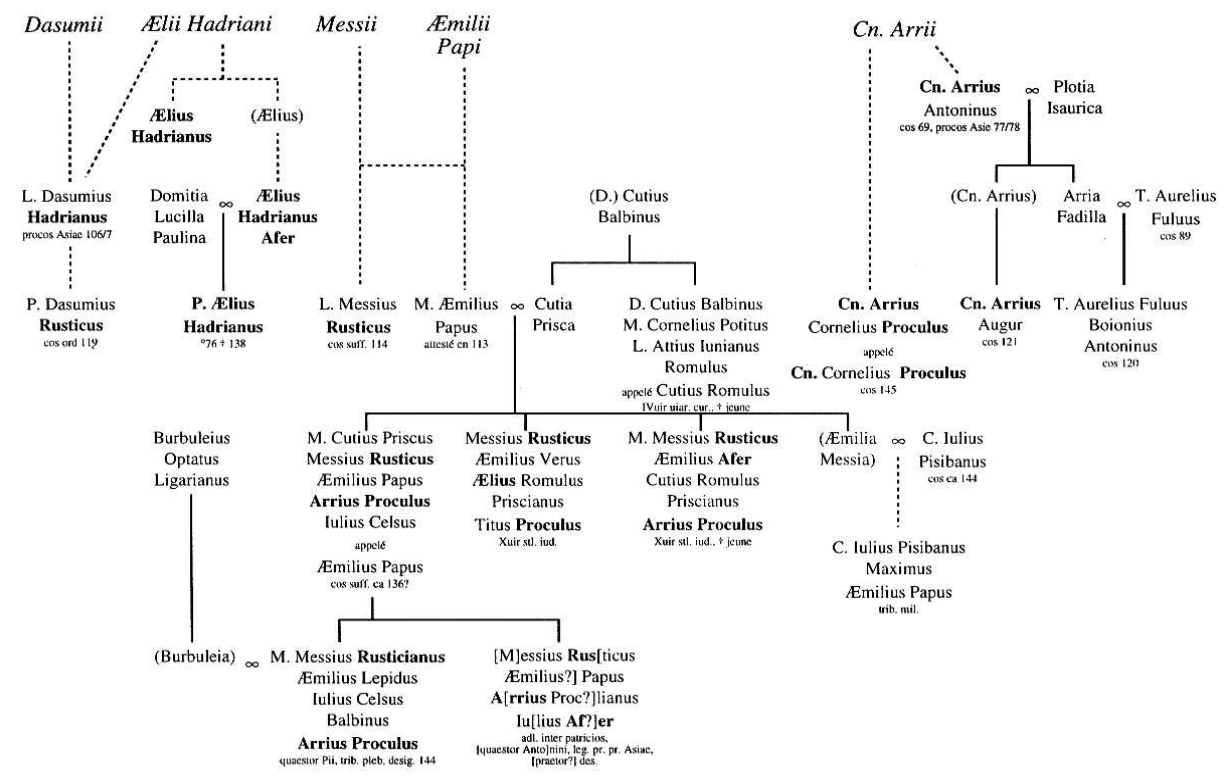 Dasumii
Ælii Hadriani
Messii
Æmilii
Papi
Cn. Arrii
Ælius
Hadrianus
(Ælius)
Cn. Arrius
Antoninus
cos 69, procos Asie 77/78
∞
Plotia
Isaurica
L. Dasumius
Hadrianus
procos Asiae 106/7
Domitia
Lucilla
Paulina
∞
Ælius
Hadrianus
Afer
(D.) Cutius
Balbinus
(Cn. Arrius)
Arria
Fadilla
∞
T. Aurelius
Fuluus
cos 89
P. Dasumius
Rusticus
cos ord 119
P. Ælius
Hadrianus
°76 † 138
L. Messius
Rusticus
cos suff. 114
M. Æmilius
Papus
attesté en 113
∞
Cutia
Prisca
D. Cutius Balbinus
M. Cornelius Potitus
L. Attius Iunianus
Romulus
appelé Cutius Romulus
IVuir uiar. cur., † jeune
Cn. Arrius
Cornelius Proculus
appelé
Cn. Cornelius Proculus
cos 145
Cn. Arrius
Augur
cos 121
T. Aurelius Fuluus
Boionius
Antoninus
cos 120
Burbuleius
Optatus
Ligarianus
M. Cutius Priscus
Messius Rusticus
Æmilius Papus
Arrius Proculus
Iulius Celsus
appelé
Æmilius Papus
cos suff. ca 136?
Messius Rusticus
Æmilius Verus
Ælius Romulus
Priscianus
Titus Proculus
Xuir stl. iud.
M. Messius Rusticus
Æmilius Afer
Cutius Romulus
Priscianus
Arrius Proculus
Xuir stl. iud., † jeune
(Æmilia
Messia)
∞
C. Iulius
Pisibanus
cos ca 144
C. Iulius Pisibanus
Maximus
Æmilius Papus
trib. mil.
(Burbuleia)
∞
M. Messius Rusticianus
Æmilius Lepidus
Iulius Celsus
Balbinus
Arrius Proculus
quaestor Pii, trib. pleb. desig. 144
[M]essius Rus[ticus
Æmilius?] Papus
A[rrius Proc?]lianus
Iu[lius Af?]er
adl. inter patricios,
[quaestor Anto]nini, leg. pr. pr. Asiae,
[praetor?] des.